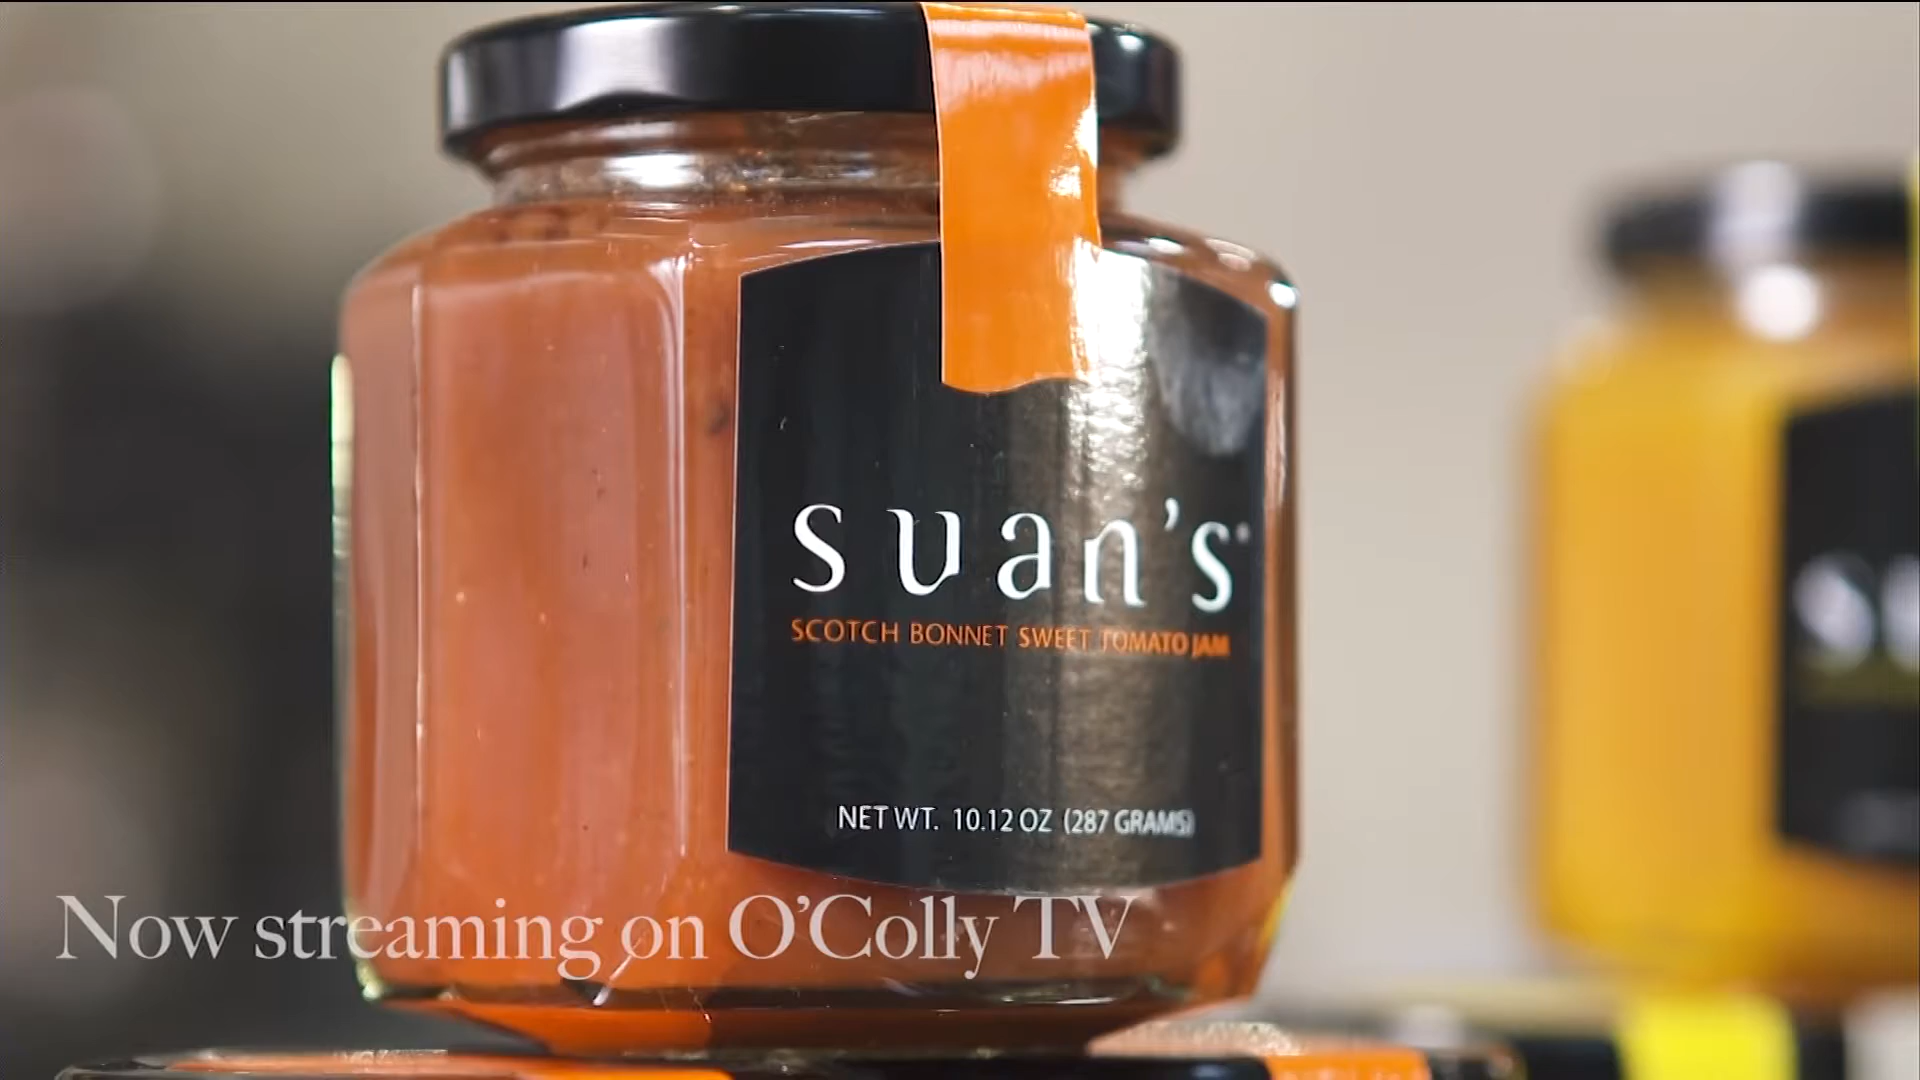 suan's
SCOTCH BONNET SWEET TOMATO JAM
NET WT. 10.12 OZ (287 GRAMS)
Now streaming on O'Colly TV